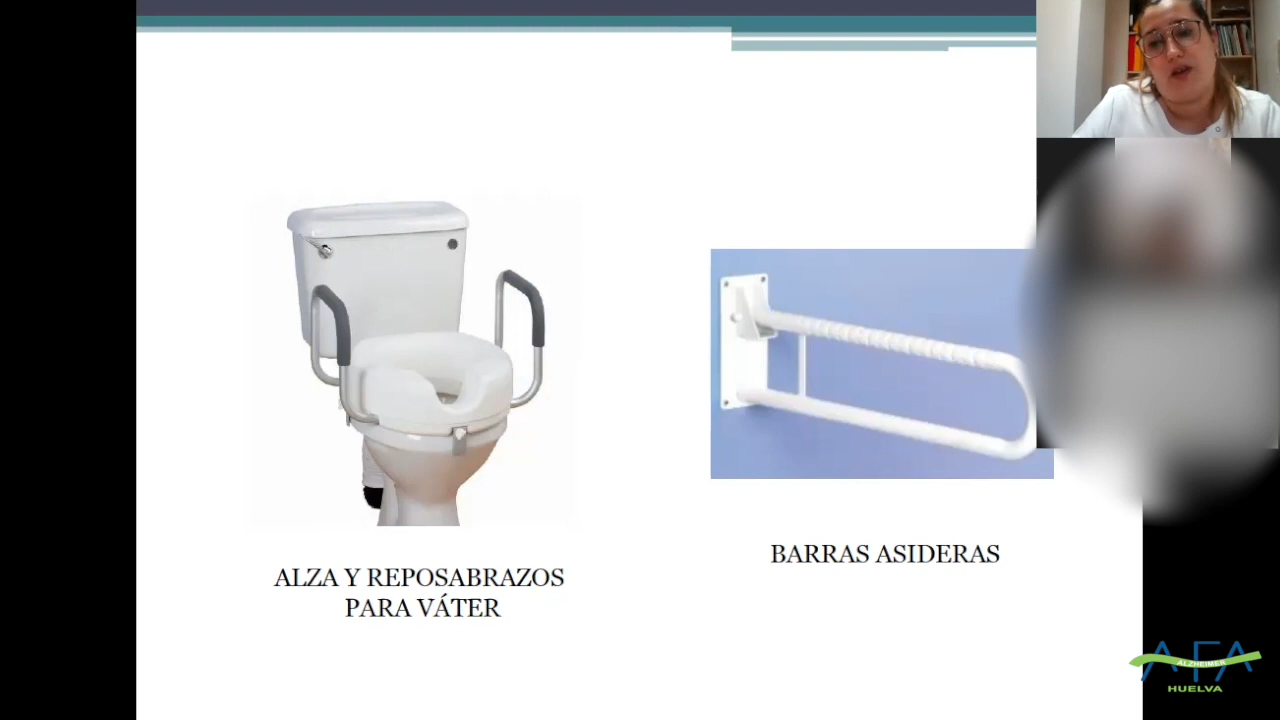 ALZA Y REPOSABRAZOS
PARA VÁTER
BARRAS ASIDERAS
AFA
ALZHEIMER
HUELVA